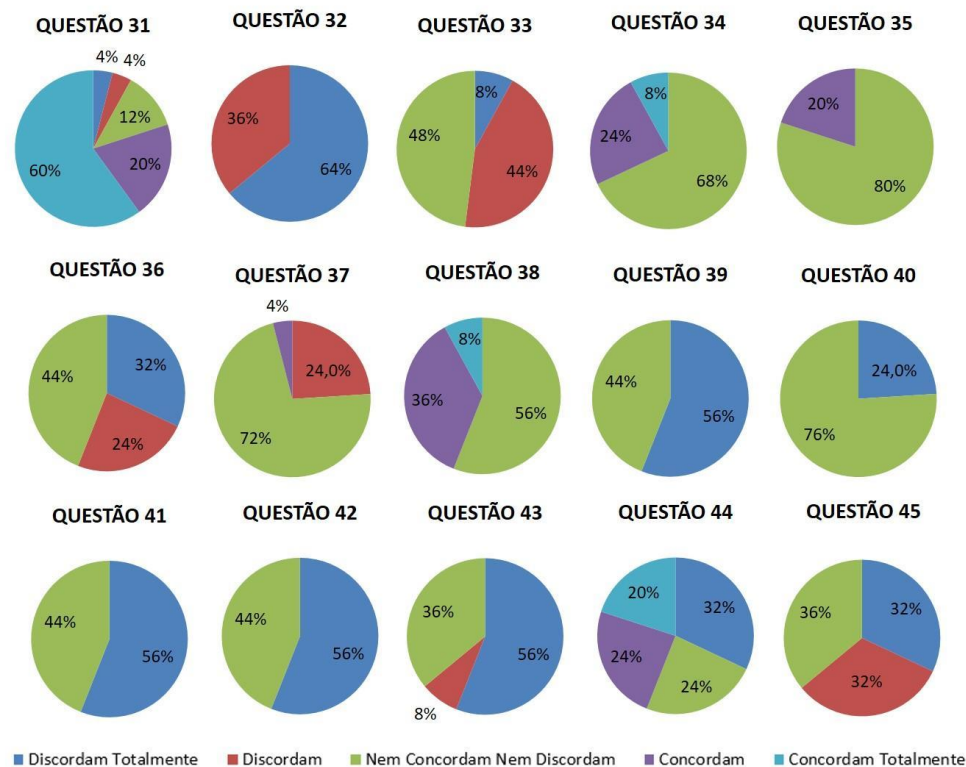 QUESTÃO 31 QUESTÃO 32 QUESTÃO 33 QUESTÃO 34 QUESTÃO 35
4% 4% 12% 20% 60%
36% 64%
8% 48% 44%
8% 24% 68%
20% 80%
QUESTÃO 36 QUESTÃO 37 QUESTÃO 38 QUESTÃO 39 QUESTÃO 40
32% 44% 24%
4% 24,0% 72%
8% 36% 56%
44% 56%
24,0% 76%
QUESTÃO 41 QUESTÃO 42 QUESTÃO 43 QUESTÃO 44 QUESTÃO 45
44% 56%
44% 56%
36% 56% 8%
20% 32% 24% 24%
36% 32% 32%
Discordam Totalmente Discordam Nem Concordam Nem Discordam Concordam Concordam Totalmente